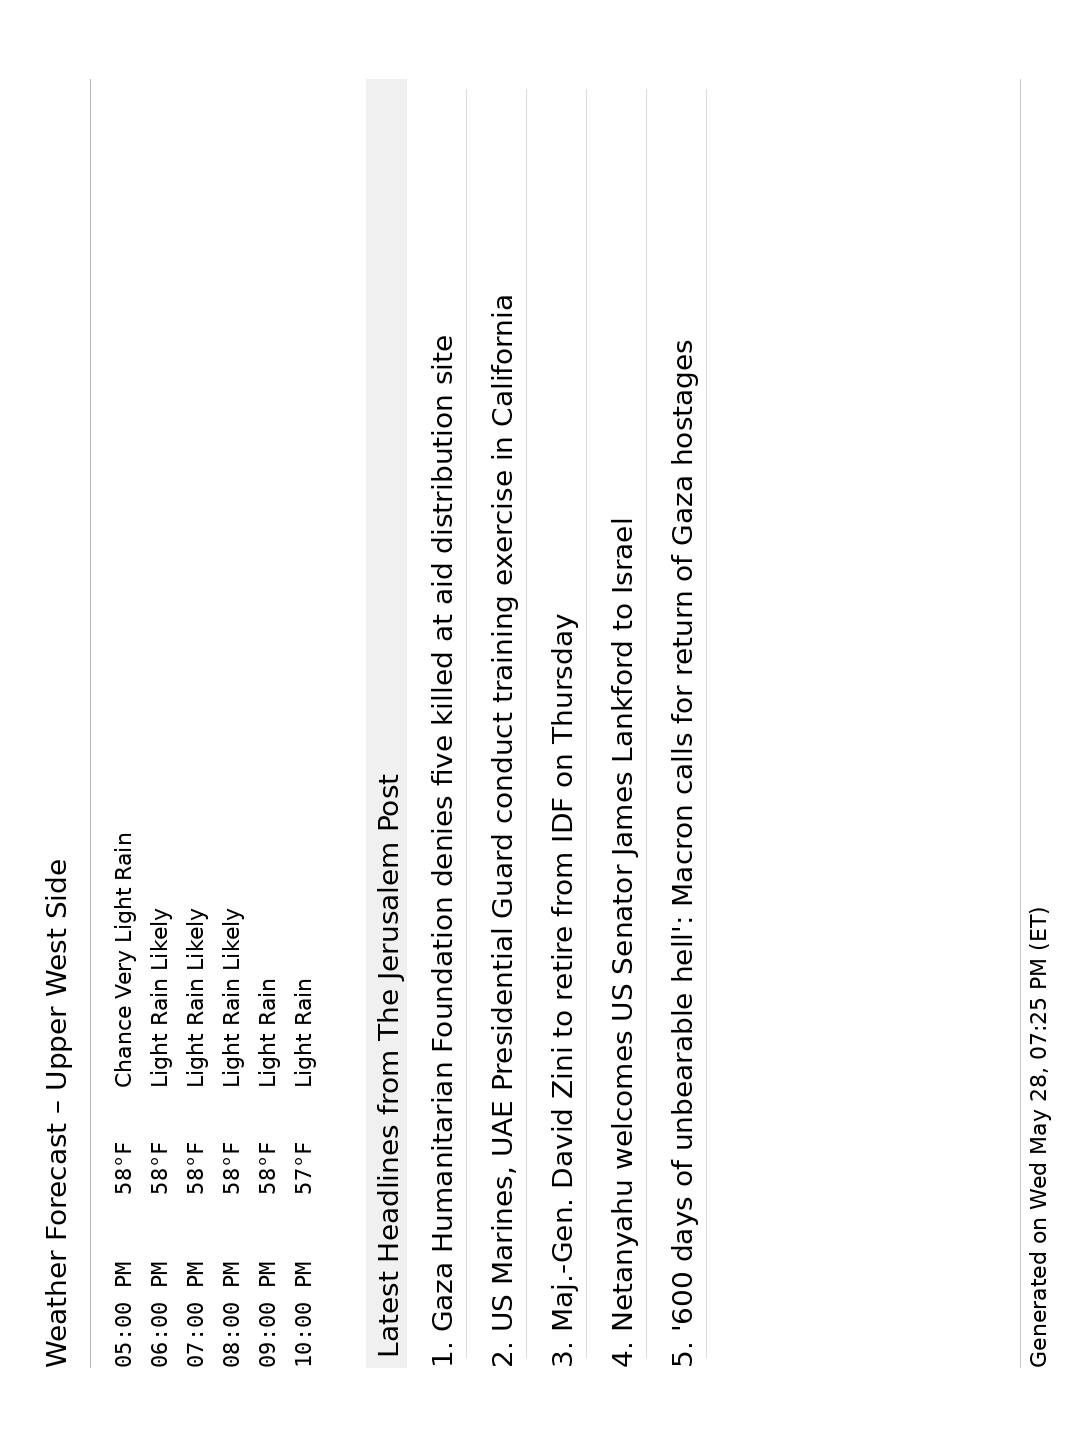 Weather Forecast – Upper West Side
05:00 PM 58°F Chance Very Light Rain
06:00 PM 58°F Light Rain Likely
07:00 PM 58°F Light Rain Likely
08:00 PM 58°F Light Rain Likely
09:00 PM 58°F Light Rain
10:00 PM 57°F Light Rain
Latest Headlines from The Jerusalem Post
1. Gaza Humanitarian Foundation denies five killed at aid distribution site
2. US Marines, UAE Presidential Guard conduct training exercise in California
3. Maj.-Gen. David Zini to retire from IDF on Thursday
4. Netanyahu welcomes US Senator James Lankford to Israel
5. '600 days of unbearable hell': Macron calls for return of Gaza hostages
Generated on Wed May 28, 07:25 PM (ET)